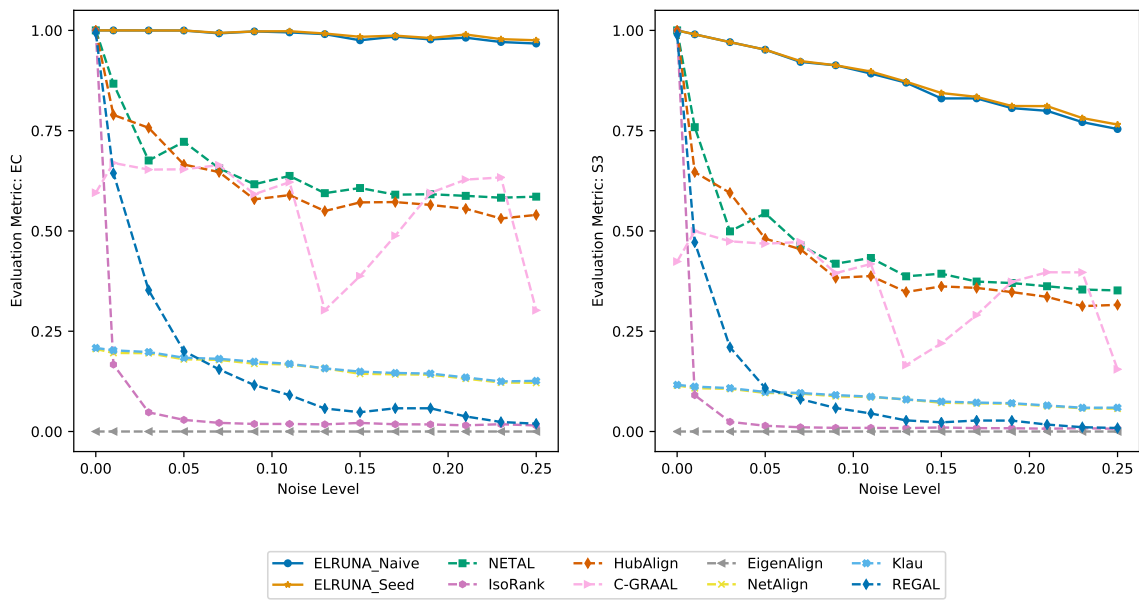 Evaluation Metric: EC
1.00
0.75
0.50
0.25
0.00
0.00 0.05 0.10 0.15 0.20 0.25
Noise Level
Evaluation Metric: S3
1.00
0.75
0.50
0.25
0.00
0.00 0.05 0.10 0.15 0.20 0.25
Noise Level
ELRUNA_Naive NETAL HubAlign EigenAlign Klau
ELRUNA_Seed IsoRank C-GRAAL NetAlign REGAL